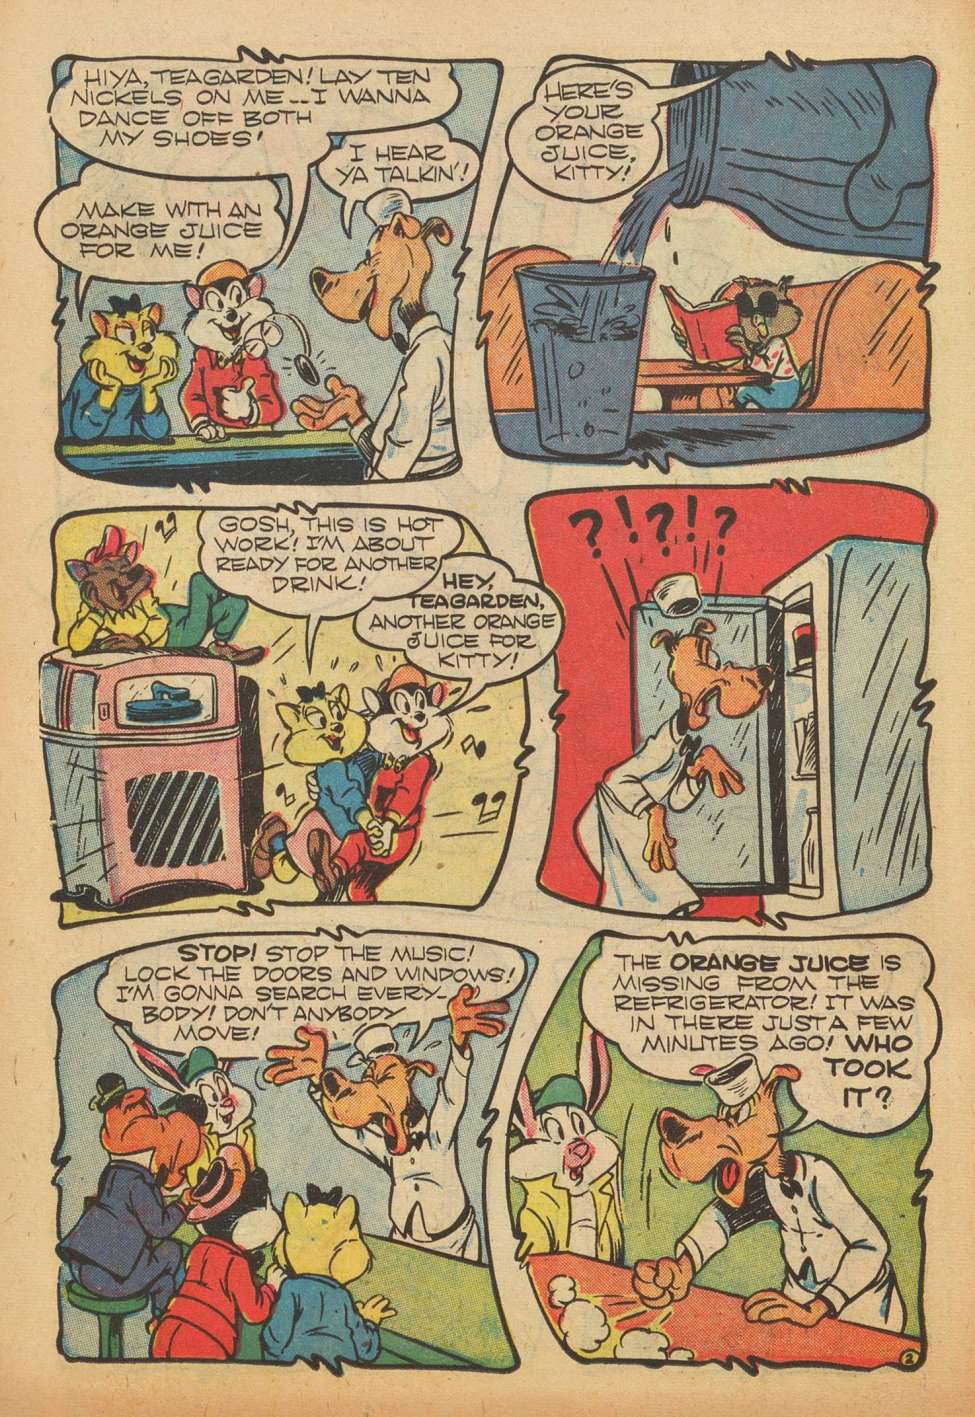 HIYA, TEAGARDEN! LAY TEN
NICKELS ON ME -- I WANNA
DANCE OFF BOTH
MY SHOES!
I HEAR
YA TALKIN'!
MAKE WITH AN
ORANGE JUICE
FOR ME!
HERE'S
YOUR
ORANGE
JUICE,
KITTY!
GOSH, THIS IS HOT
WORK! I'M ABOUT
READY FOR ANOTHER
DRINK!
HEY,
TEAGARDEN,
ANOTHER ORANGE
JUICE FOR
KITTY!
?!?!?
STOP! STOP THE MUSIC!
LOCK THE DOORS AND WINDOWS!
I'M GONNA SEARCH EVERY-
BODY! DON'T ANYBODY
MOVE!
THE ORANGE JUICE IS
MISSING FROM THE
REFRIGERATOR! IT WAS
IN THERE JUST A FEW
MINUTES AGO! WHO
TOOK
IT?
2